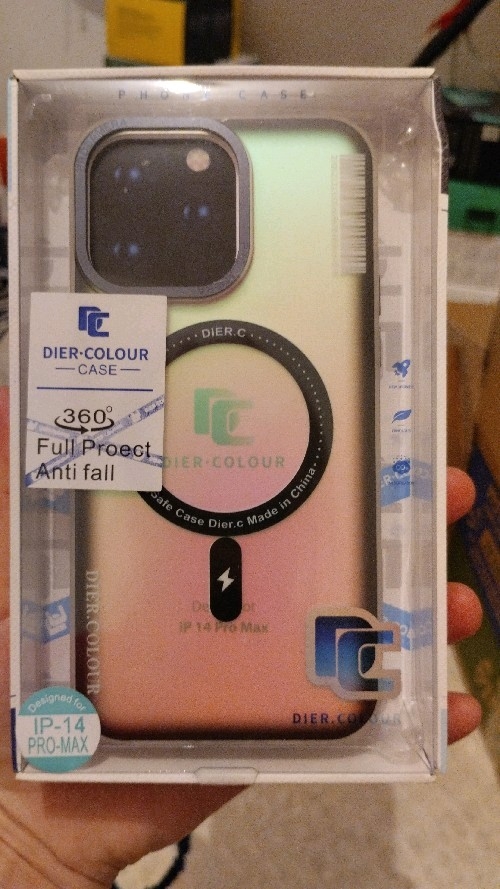 PHONE CASE
DIER·COLOUR
CASE
360°
Full Proect
Anti fall
DiER.C
DIER·COLOUR
Safe Case Dier.c Made in China
iP 14 Pro Max
DIER.COLOUR
DIER.COLOUR
Designed for
IP-14
PRO-MAX